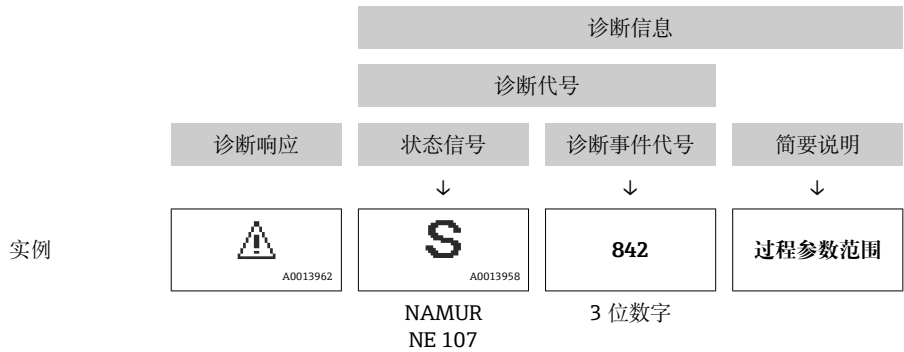 诊断信息
诊断代号
诊断响应 状态信号 诊断事件代号 简要说明
↓ ↓ ↓
实例 S 842 过程参数范围
A0013962 A0013958
NAMUR 3 位数字
NE 107